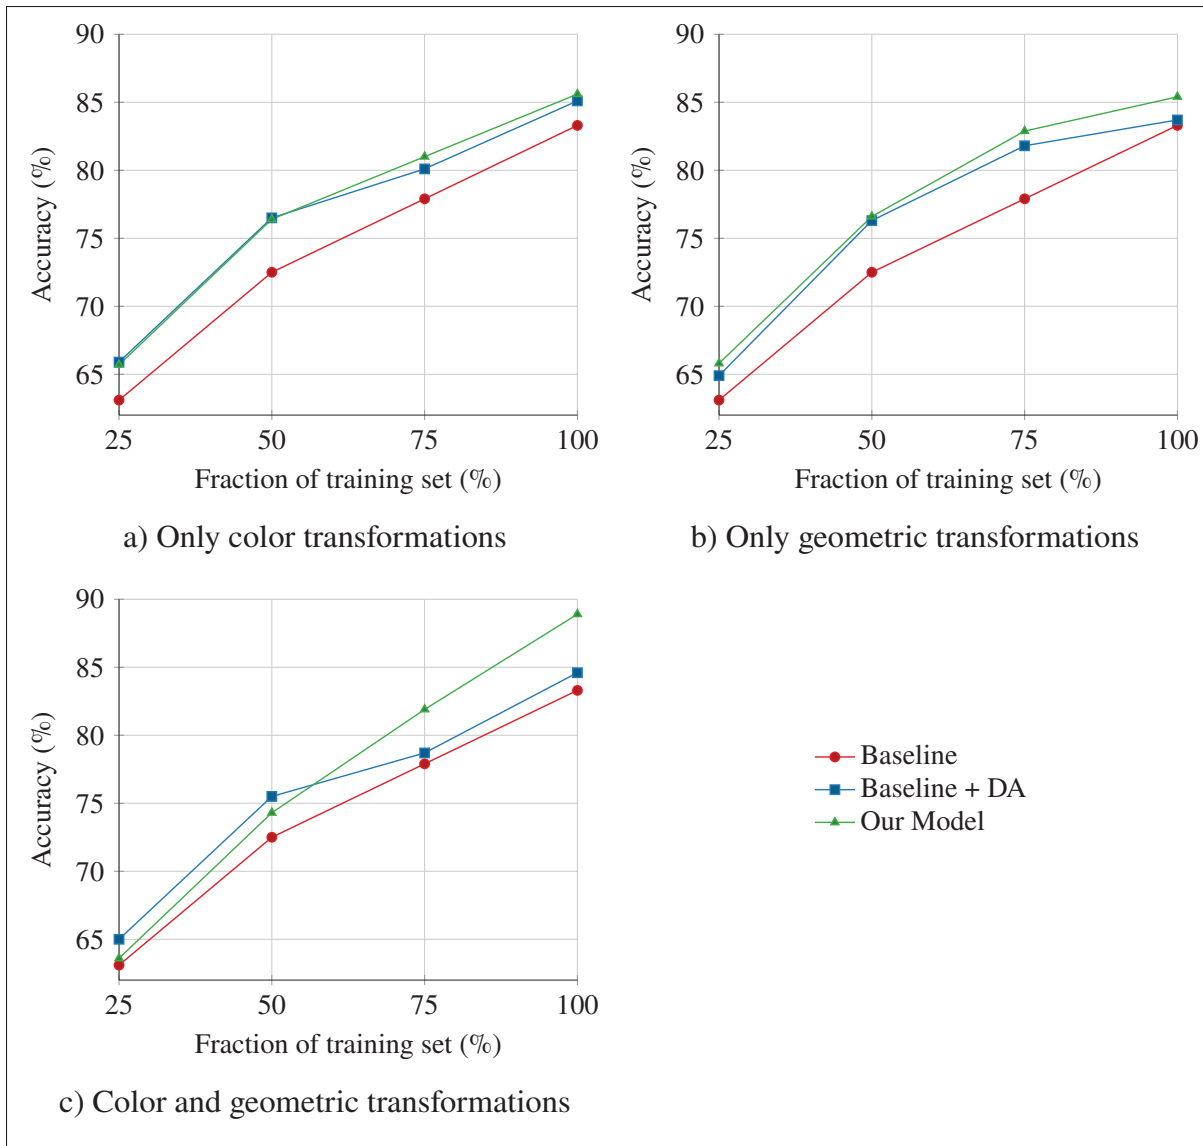 90
85
80
75
70
65
25 50 75 100
Accuracy (%)
Fraction of training set (%)
a) Only color transformations
90
85
80
75
70
65
25 50 75 100
Accuracy (%)
Fraction of training set (%)
b) Only geometric transformations
90
85
80
75
70
65
25 50 75 100
Accuracy (%)
Fraction of training set (%)
c) Color and geometric transformations
Baseline
Baseline + DA
Our Model